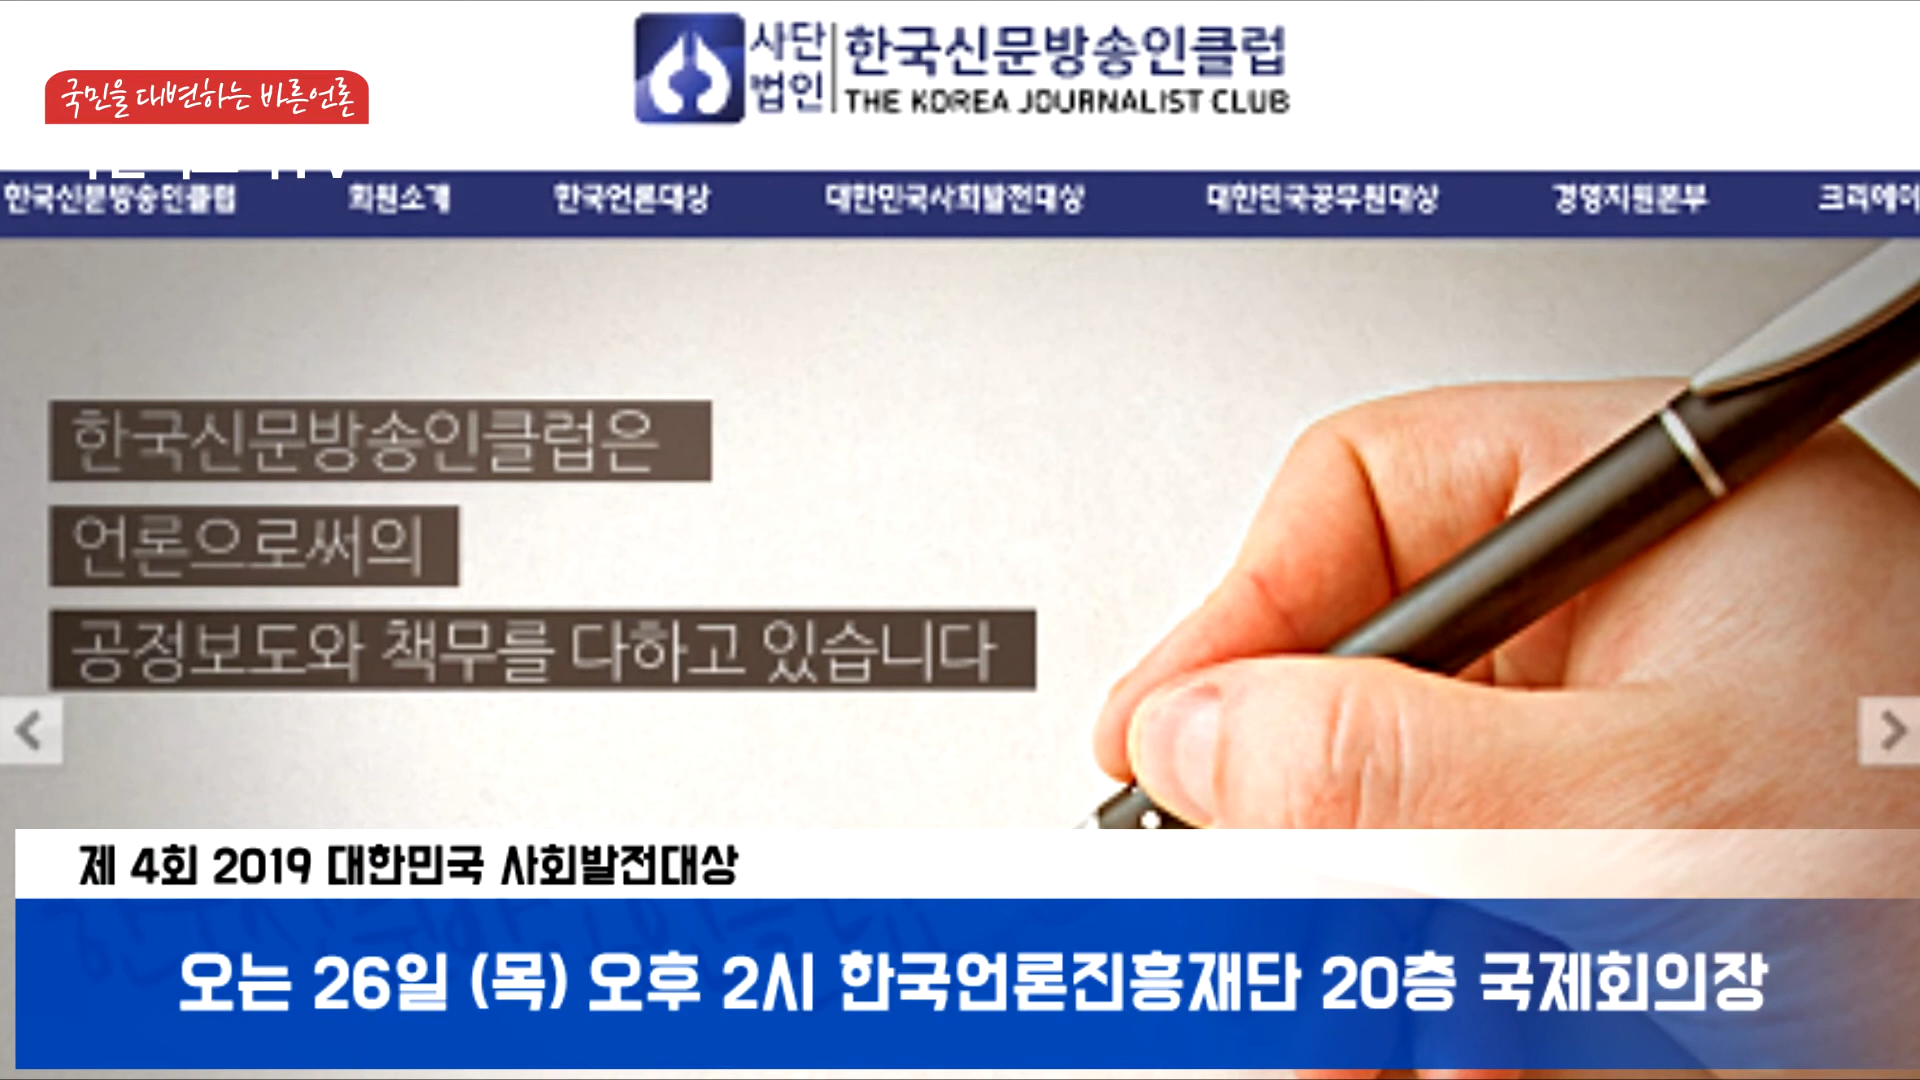 국민을 대변하는 바른언론
사단법인
한국신문방송인클럽
THE KOREA JOURNALIST CLUB
한국신문방송인클럽 회원소개 한국언론대상 대한민국사회발전대상 대한민국공무원대상 경영지원본부 크리에이
한국신문방송인클럽은
언론으로써의
공정보도와 책무를 다하고 있습니다
제 4회 2019 대한민국 사회발전대상
오는 26일 (목) 오후 2시 한국언론진흥재단 20층 국제회의장